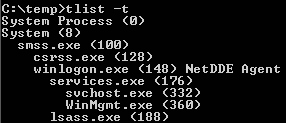 C:\temp>tlist -t
System Process (0)
System (8)
smss.exe (100)
csrss.exe (128)
winlogon.exe (148) NetDDE Agent
services.exe (176)
svchost.exe (332)
WinMgmt.exe (360)
lsass.exe (188)